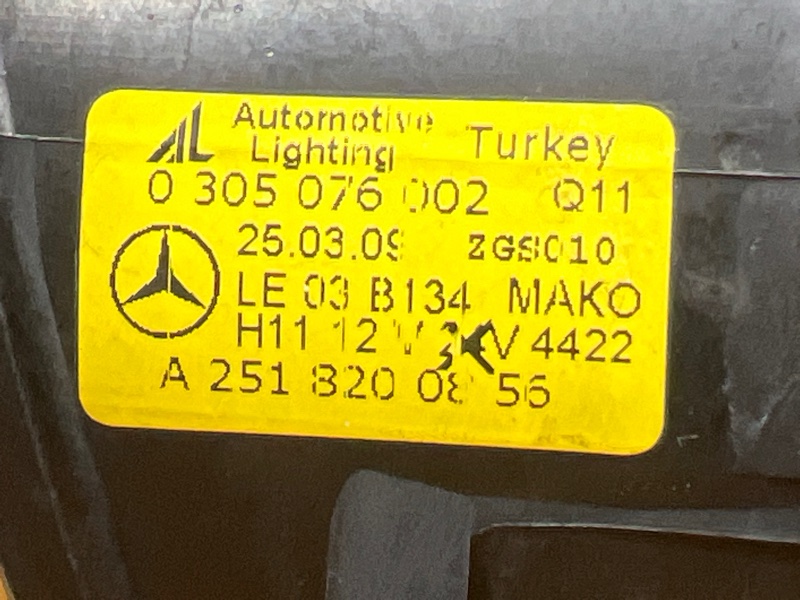 AL Automotive Lighting Turkey
0 305 076 002 Q11
25.03.09 ZGS010
LE 03 B134 MAKO
H11 12 V W 4422
A 251 820 08 56